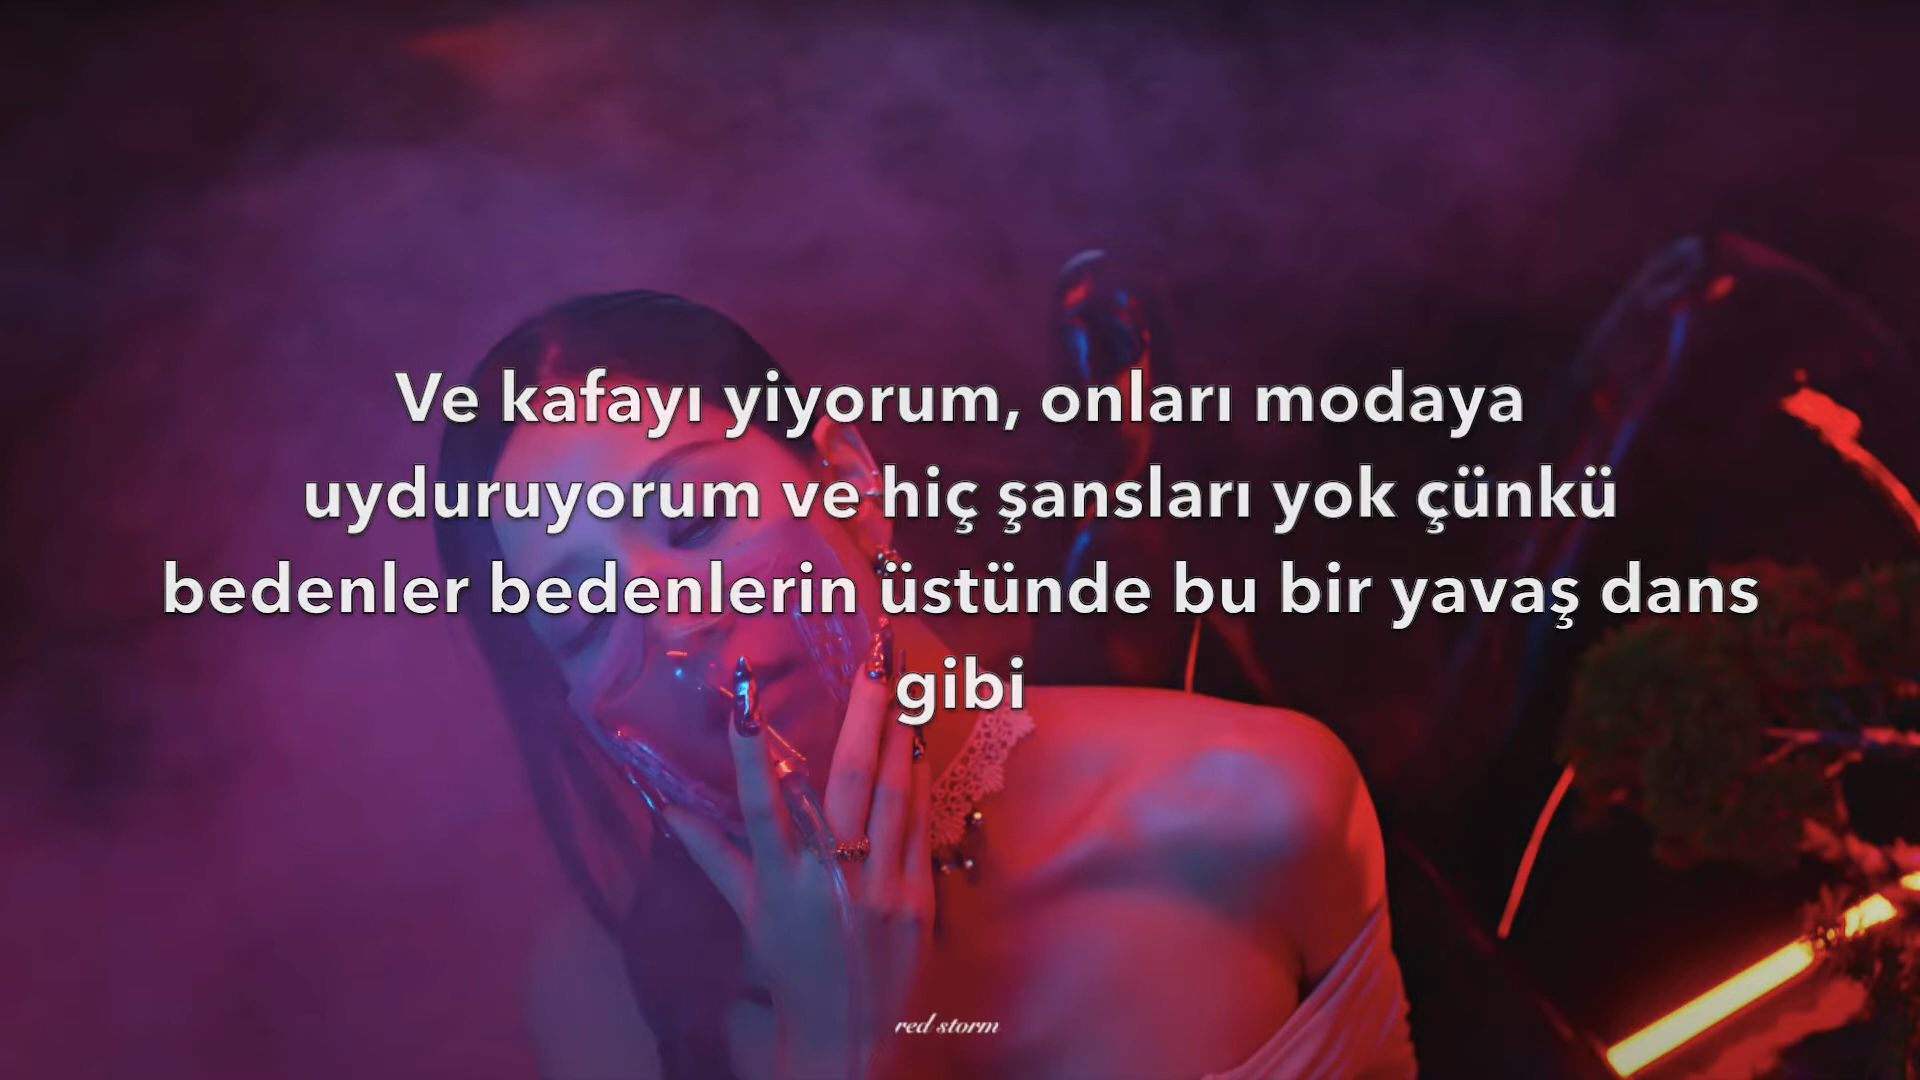 Ve kafayı yiyorum, onları modaya
uyduruyorum ve hiç şansları yok çünkü
bedenler bedenlerin üstünde bu bir yavaş dans
gibi
red storm